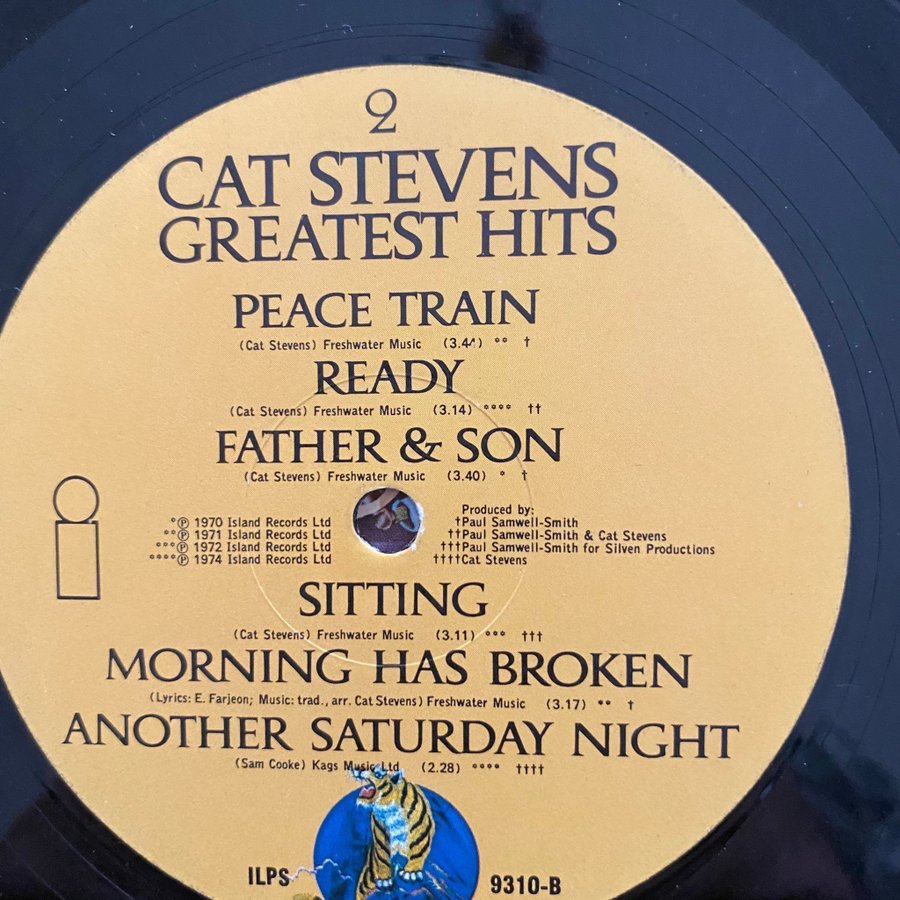 2
CAT STEVENS
GREATEST HITS
PEACE TRAIN
(Cat Stevens) Freshwater Music (3.44) ** †
READY
(Cat Stevens) Freshwater Music (3.14) **** ††
FATHER & SON
(Cat Stevens) Freshwater Music (3.40) * †
*℗ 1970 Island Records Ltd
**℗ 1971 Island Records Ltd
***℗ 1972 Island Records Ltd
****℗ 1974 Island Records Ltd
Produced by:
†Paul Samwell-Smith
††Paul Samwell-Smith & Cat Stevens
†††Paul Samwell-Smith for Silven Productions
††††Cat Stevens
SITTING
(Cat Stevens) Freshwater Music (3.11) *** †††
MORNING HAS BROKEN
(Lyrics: E. Farjeon; Music: trad., arr. Cat Stevens) Freshwater Music (3.17) ** †
ANOTHER SATURDAY NIGHT
(Sam Cooke) Kags Music Ltd (2.28) **** ††††
ILPS 9310-B